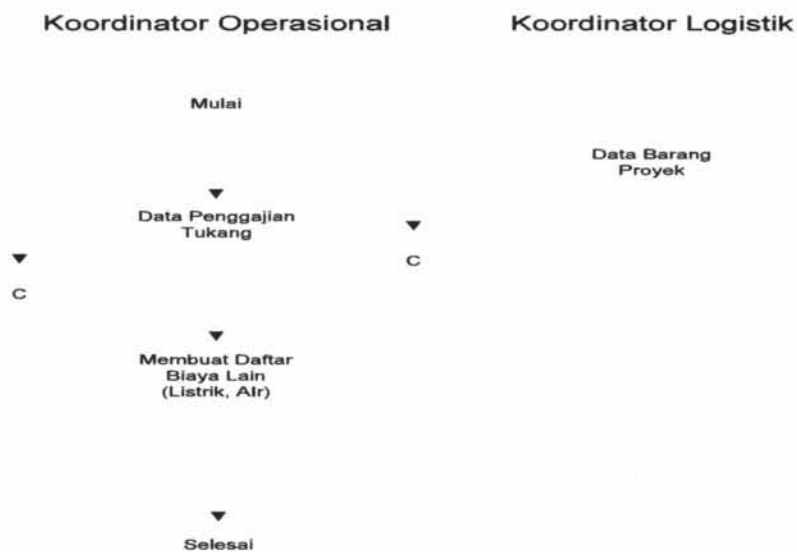 Koordinator Operasional
Koordinator Logistik
Mulai
Data Barang
Proyek
Data Penggajian
Tukang
C
C
Membuat Daftar
Biaya Lain
(Listrik, AIr)
Selesai